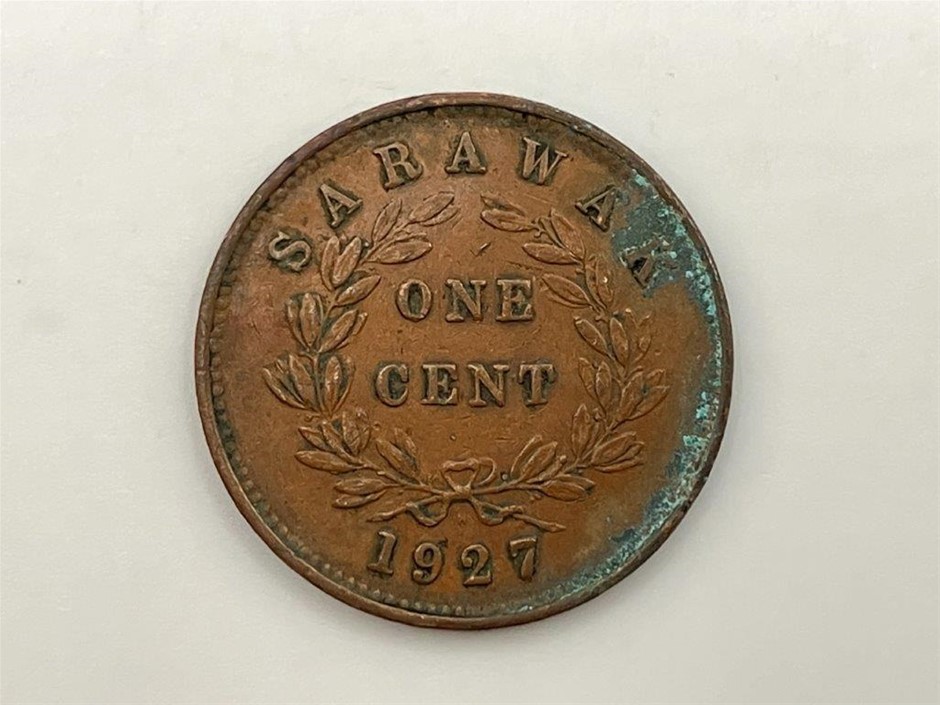 SARAWAK
ONE
CENT
1927